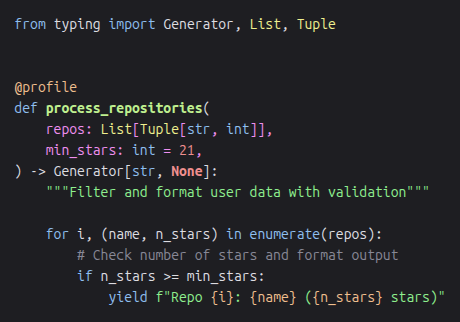 from typing import Generator, List, Tuple
@profile
def process_repositories(
    repos: List[Tuple[str, int]],
    min_stars: int = 21,
) -> Generator[str, None]:
    """Filter and format user data with validation"""
    for i, (name, n_stars) in enumerate(repos):
        # Check number of stars and format output
        if n_stars >= min_stars:
            yield f"Repo {i}: {name} ({n_stars} stars)"